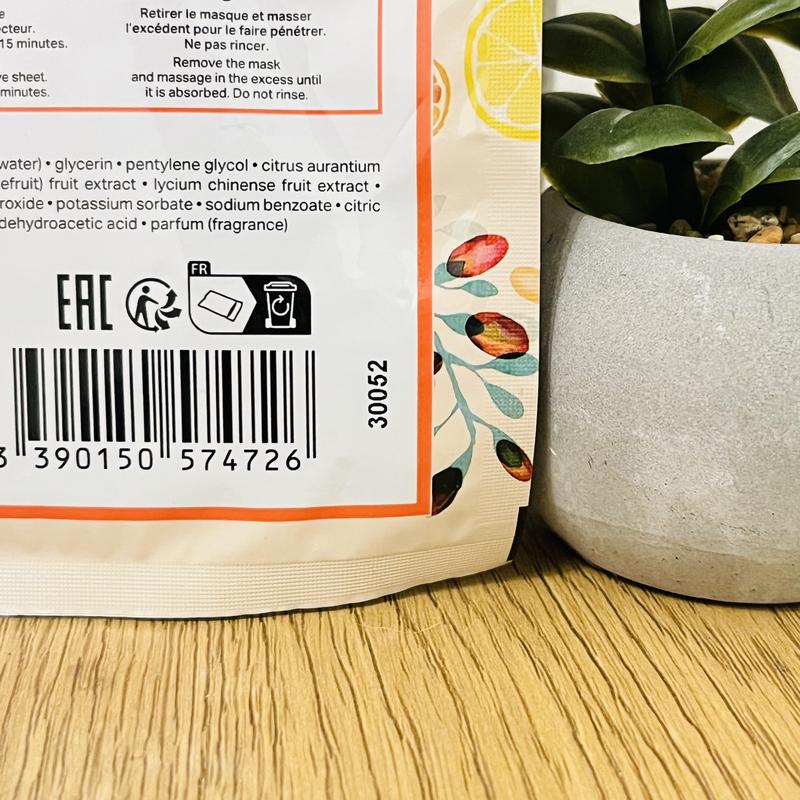 Retirer le masque et masser
l'excédent pour le faire pénétrer.
Ne pas rincer.
Remove the mask
and massage in the excess until
it is absorbed. Do not rinse.
15 minutes.
sheet.
minutes.
water) • glycerin • pentylene glycol • citrus aurantium
fruit extract • lycium chinense fruit extract •
• potassium sorbate • sodium benzoate • citric
dehydroacetic acid • parfum (fragrance)
EAC
FR
30052
3 390150 574726